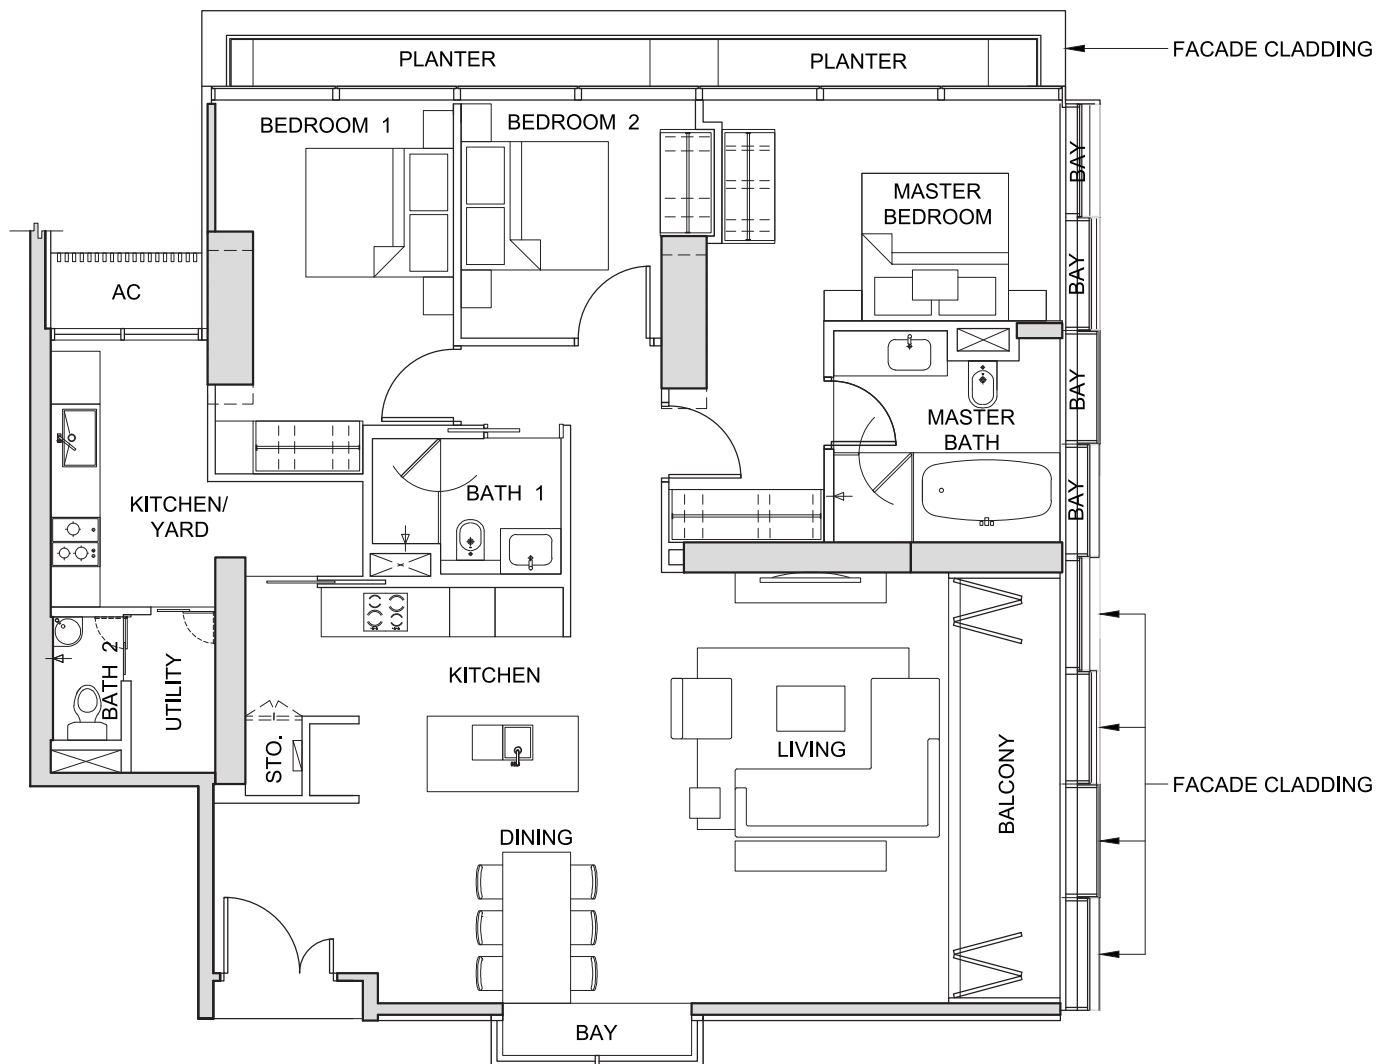 PLANTER
PLANTER
FACADE CLADDING
BEDROOM 1
BEDROOM 2
MASTER
BEDROOM
BAY
BAY
BAY
BAY
AC
MASTER
BATH
KITCHEN/
YARD
BATH 1
BATH 2
UTILITY
KITCHEN
STO.
LIVING
BALCONY
FACADE CLADDING
DINING
BAY